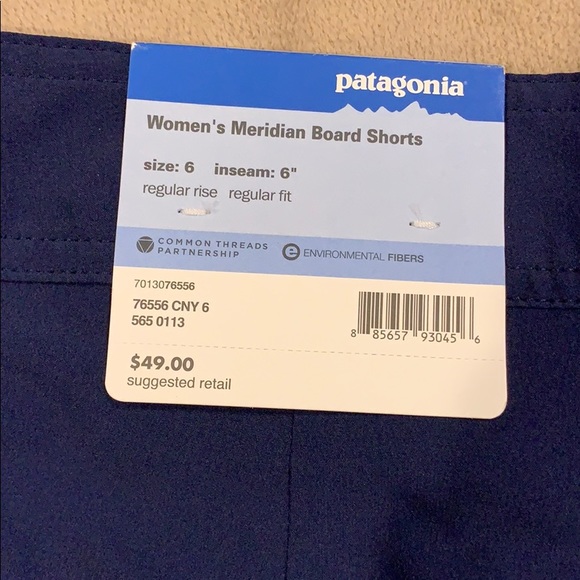 patagonia
Women's Meridian Board Shorts
size: 6 inseam: 6"
regular rise regular fit
COMMON THREADS
PARTNERSHIP
e ENVIRONMENTAL FIBERS
7013076556
76556 CNY 6
565 0113
8 85657 93045 6
$49.00
suggested retail